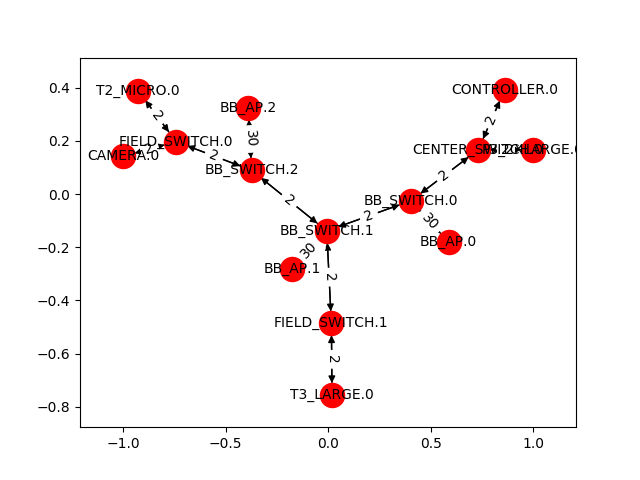 0.4
0.2
0.0
−0.2
−0.4
−0.6
−0.8
−1.0
−0.5
0.0
0.5
1.0
T2_MICRO.0
CONTROLLER.0
BB_AP.2
FIELD_SWITCH.0
CAMERA.0
BB_SWITCH.2
BB_SWITCH.0
BB_SWITCH.1
BB_AP.0
BB_AP.1
FIELD_SWITCH.1
T3_LARGE.0
2
2
30
2
2
2
2
2
30
30
2
2